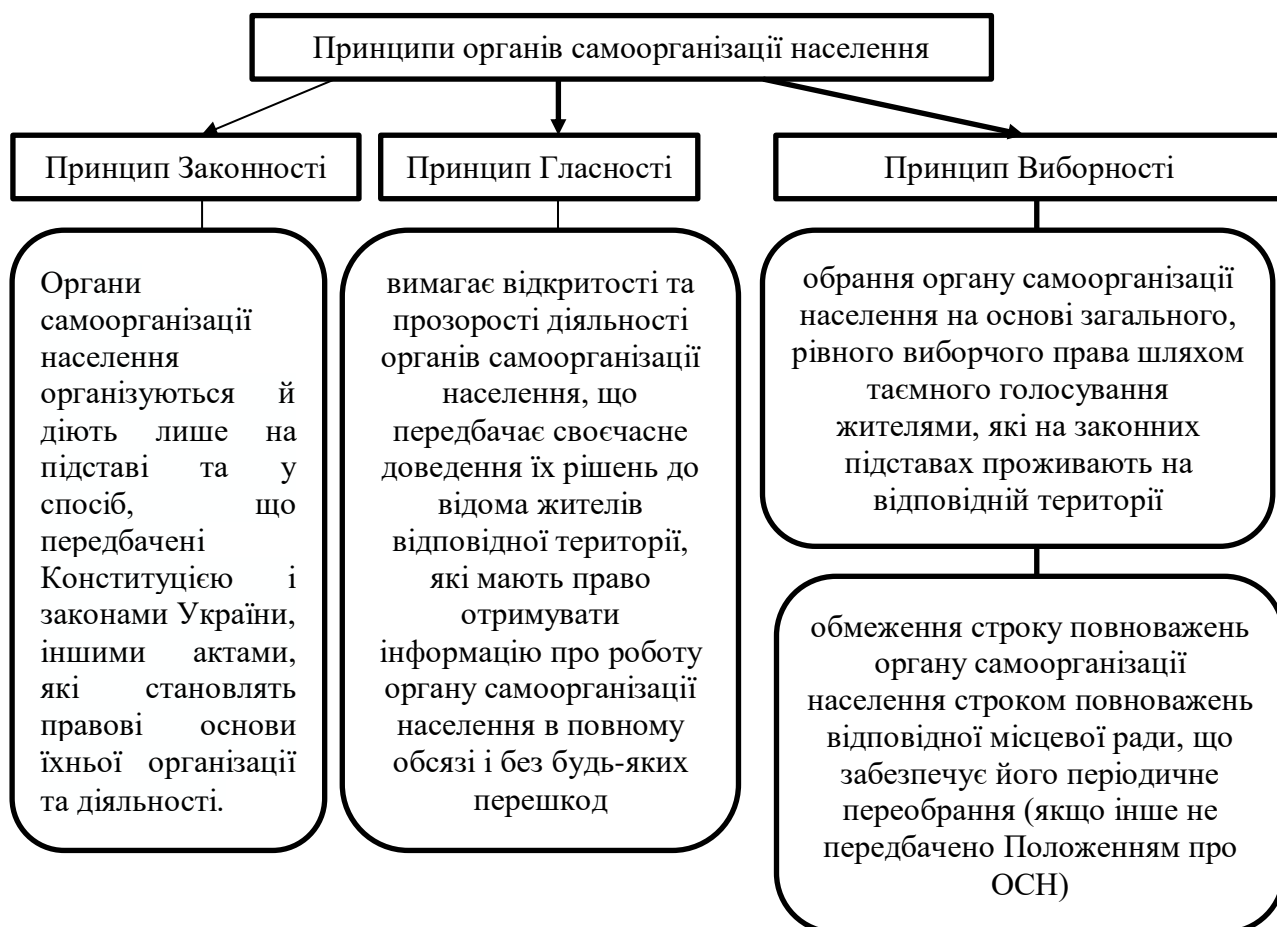 Принципи органів самоорганізації населення
Принцип Законності
Органи
самоорганізації
населення
організуються й
діють лише на
підставі та у
спосіб, що
передбачені
Конституцією і
законами України,
іншими актами,
які становлять
правові основи
їхньої організації
та діяльності.
Принцип Гласності
вимагає відкритості та
прозорості діяльності
органів самоорганізації
населення, що
передбачає своєчасне
доведення їх рішень до
відома жителів
відповідної території,
які мають право
отримувати
інформацію про роботу
органу самоорганізації
населення в повному
обсязі і без будь-яких
перешкод
Принцип Виборності
обрання органу самоорганізації
населення на основі загального,
рівного виборчого права шляхом
таємного голосування
жителями, які на законних
підставах проживають на
відповідній території
обмеження строку повноважень
органу самоорганізації
населення строком повноважень
відповідної місцевої ради, що
забезпечує його періодичне
переобрання (якщо інше не
передбачено Положенням про
ОСН)